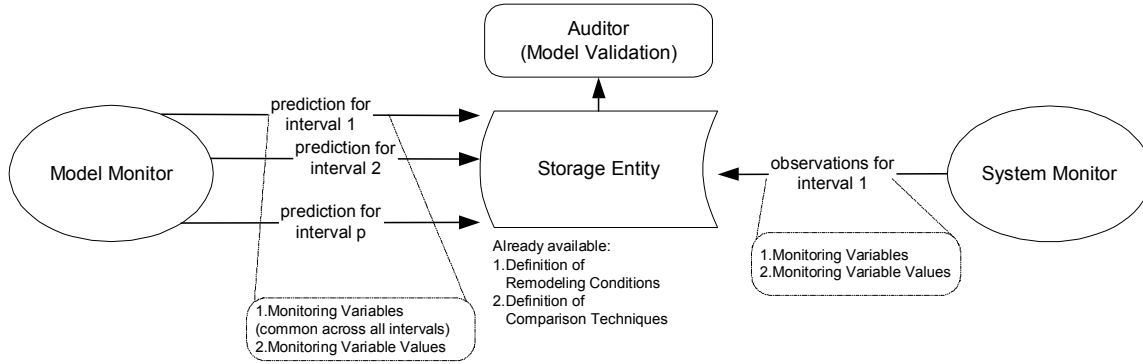 Auditor
(Model Validation)
Model Monitor
prediction for
interval 1
prediction for
interval 2
prediction for
interval p
Storage Entity
observations for
interval 1
System Monitor
Already available:
1.Definition of
Remodeling Conditions
2.Definition of
Comparison Techniques
1.Monitoring Variables
(common across all intervals)
2.Monitoring Variable Values
1.Monitoring Variables
2.Monitoring Variable Values